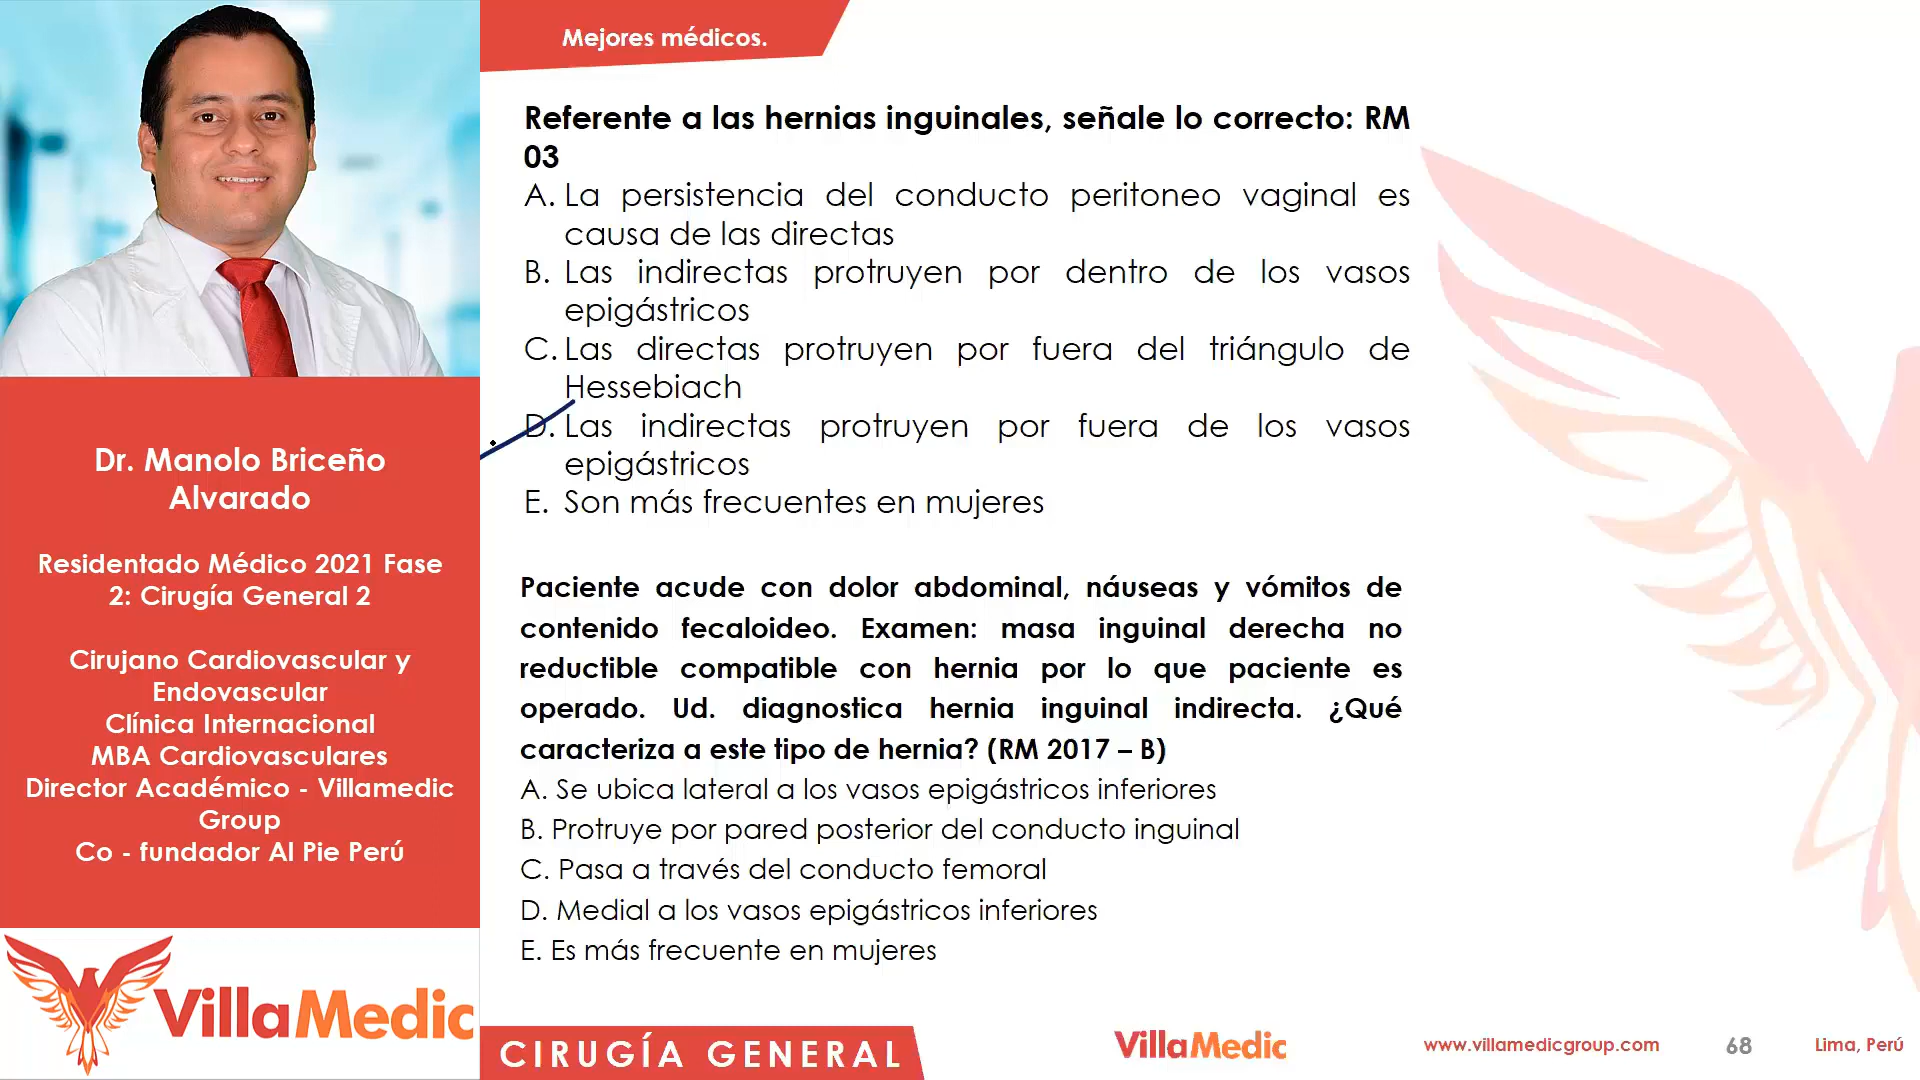 Mejores médicos.
Referente a las hernias inguinales, señale lo correcto: RM
03
A. La persistencia del conducto peritoneo vaginal es
causa de las directas
B. Las indirectas protruyen por dentro de los vasos
epigástricos
C. Las directas protruyen por fuera del triángulo de
Hessebiach
D. Las indirectas protruyen por fuera de los vasos
epigástricos
E. Son más frecuentes en mujeres
Paciente acude con dolor abdominal, náuseas y vómitos de
contenido fecaloideo. Examen: masa inguinal derecha no
reductible compatible con hernia por lo que paciente es
operado. Ud. diagnostica hernia inguinal indirecta. ¿Qué
caracteriza a este tipo de hernia? (RM 2017 – B)
A. Se ubica lateral a los vasos epigástricos inferiores
B. Protruye por pared posterior del conducto inguinal
C. Pasa a través del conducto femoral
D. Medial a los vasos epigástricos inferiores
E. Es más frecuente en mujeres
Dr. Manolo Briceño
Alvarado
Residentado Médico 2021 Fase
2: Cirugía General 2
Cirujano Cardiovascular y
Endovascular
Clínica Internacional
MBA Cardiovasculares
Director Académico - Villamedic
Group
Co - fundador Al Pie Perú
VillaMedic
CIRUGÍA GENERAL
VillaMedic
www.villamedicgroup.com
68
Lima, Perú